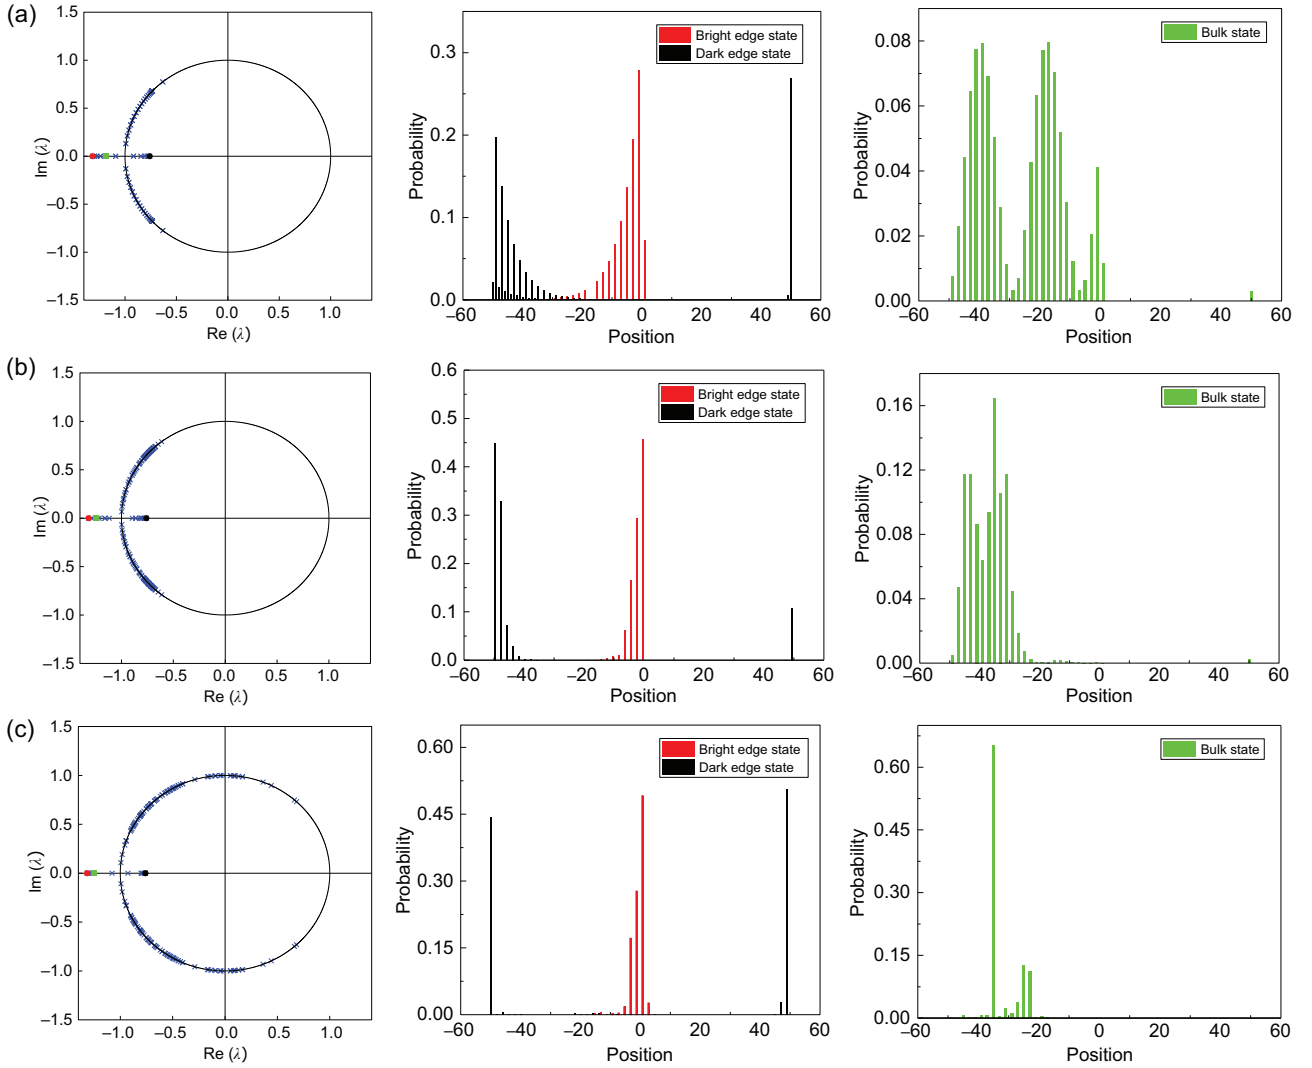 (a)
1.5
1.0
0.5
0.0
−0.5
−1.0
−1.5
Im (λ)
−1.0 −0.5 0.0 0.5 1.0
Re (λ)
0.3
0.2
0.1
0.0
Probability
−60 −40 −20 0 20 40 60
Position
Bright edge state
Dark edge state
0.08
0.06
0.04
0.02
0.00
Probability
−40 −20 0 20 40 60
Position
Bulk state
(b)
1.5
1.0
0.5
0.0
−0.5
−1.0
−1.5
Im (λ)
−1.0 −0.5 0.0 0.5 1.0
Re (λ)
0.6
0.5
0.4
0.3
0.2
0.1
0.0
Probability
−60 −40 −20 0 20 40 60
Position
Bright edge state
Dark edge state
0.16
0.12
0.08
0.04
0.00
Probability
−60 −40 −20 0 20 40 60
Position
Bulk state
(c)
1.5
1.0
0.5
0.0
−0.5
−1.0
−1.5
Im (λ)
−1.0 −0.5 0.0 0.5 1.0
Re (λ)
0.60
0.45
0.30
0.15
0.00
Probability
−60 −40 −20 0 20 40 60
Position
Bright edge state
Dark edge state
0.60
0.45
0.30
0.15
0.00
Probability
−60 −40 −20 0 20 40 60
Position
Bulk state